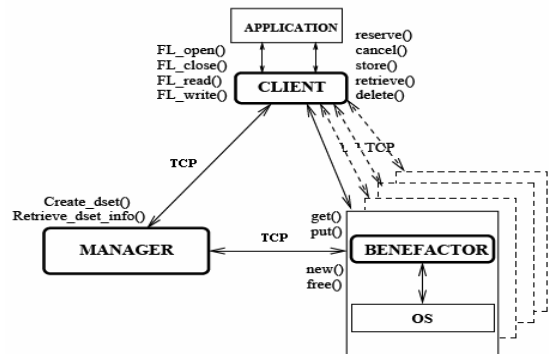 APPLICATION
FL_open()
FL_close()
FL_read()
FL_write()
reserve()
cancel()
store()
retrieve()
delete()
CLIENT
TCP
TCP
Create_dset()
Retrieve_dset_info()
MANAGER
TCP
get()
put()
BENEFACTOR
new()
free()
OS